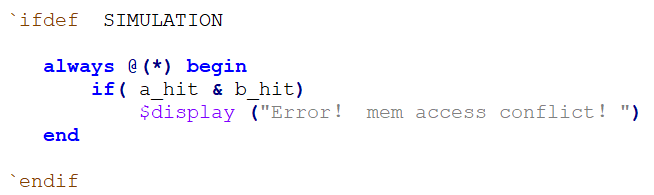 `ifdef  SIMULATION
always @(*) begin
if( a_hit & b_hit)
$display ("Error!  mem access conflict! ")
end
`endif